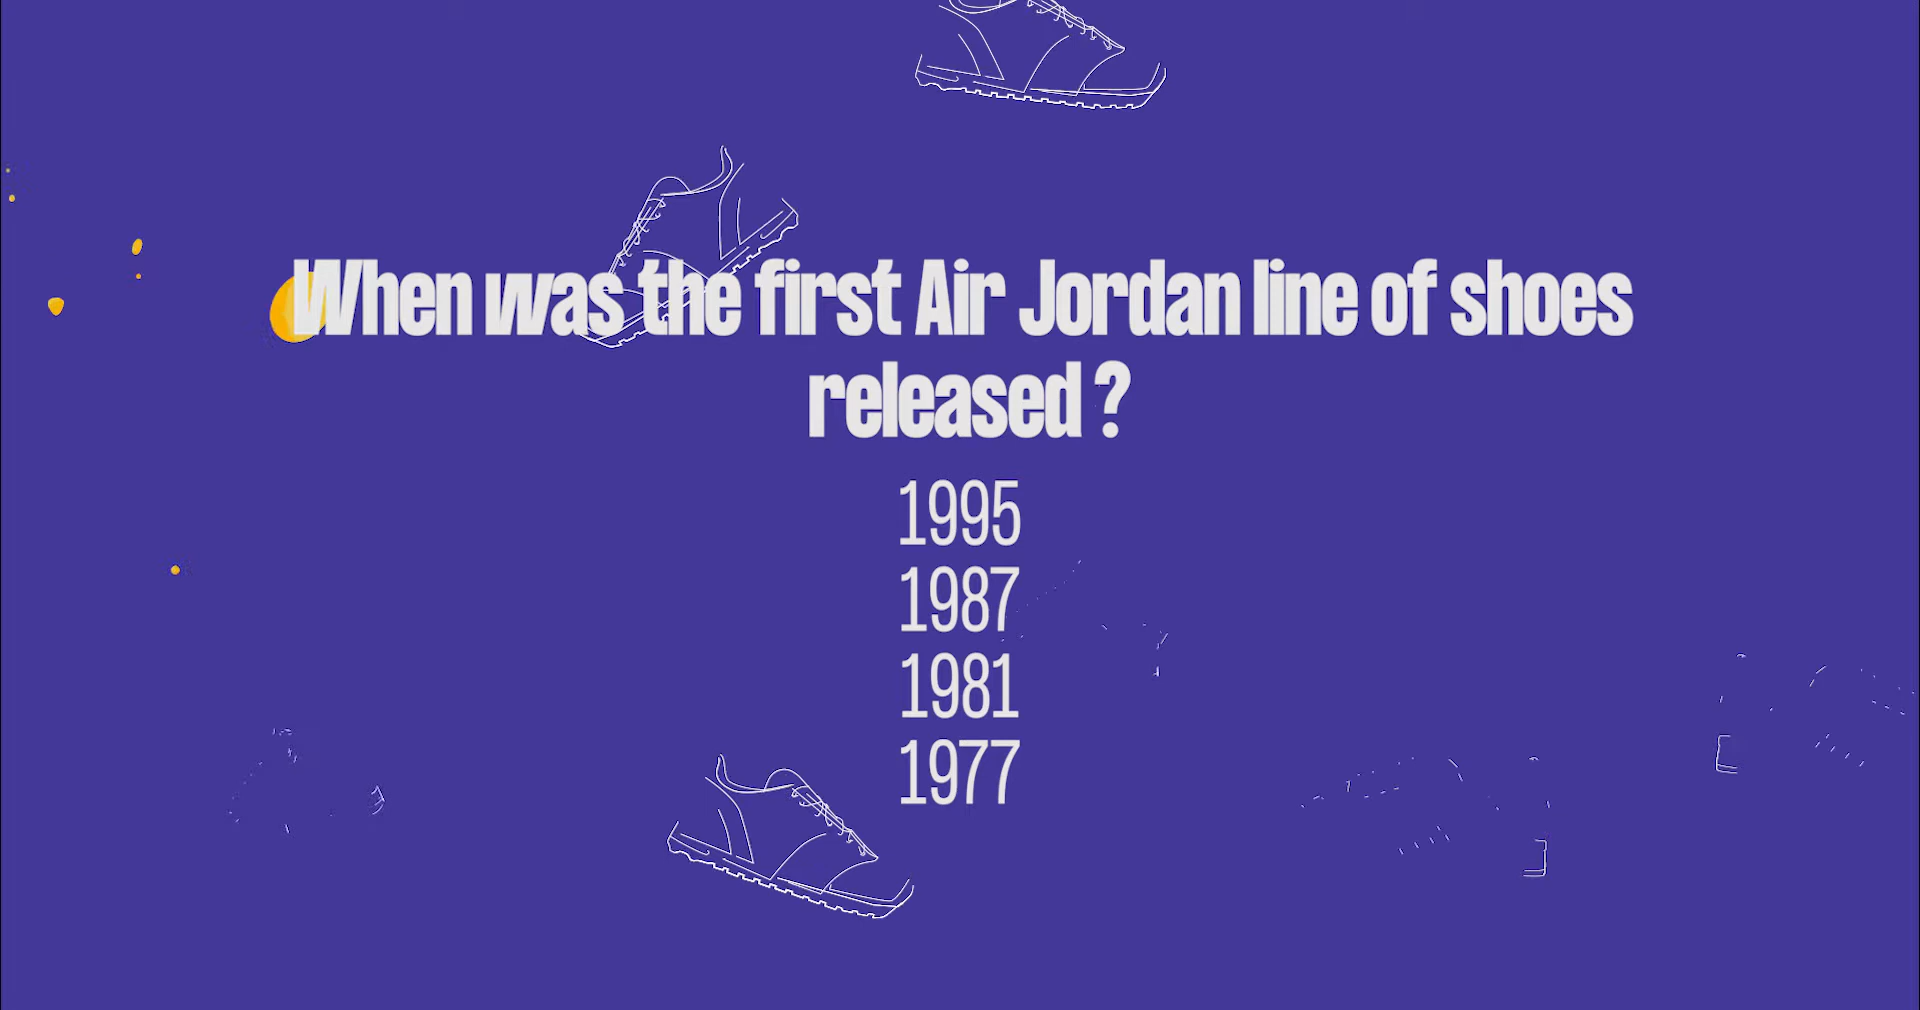 When was the first Air Jordan line of shoes
released ?
1995
1987
1981
1977